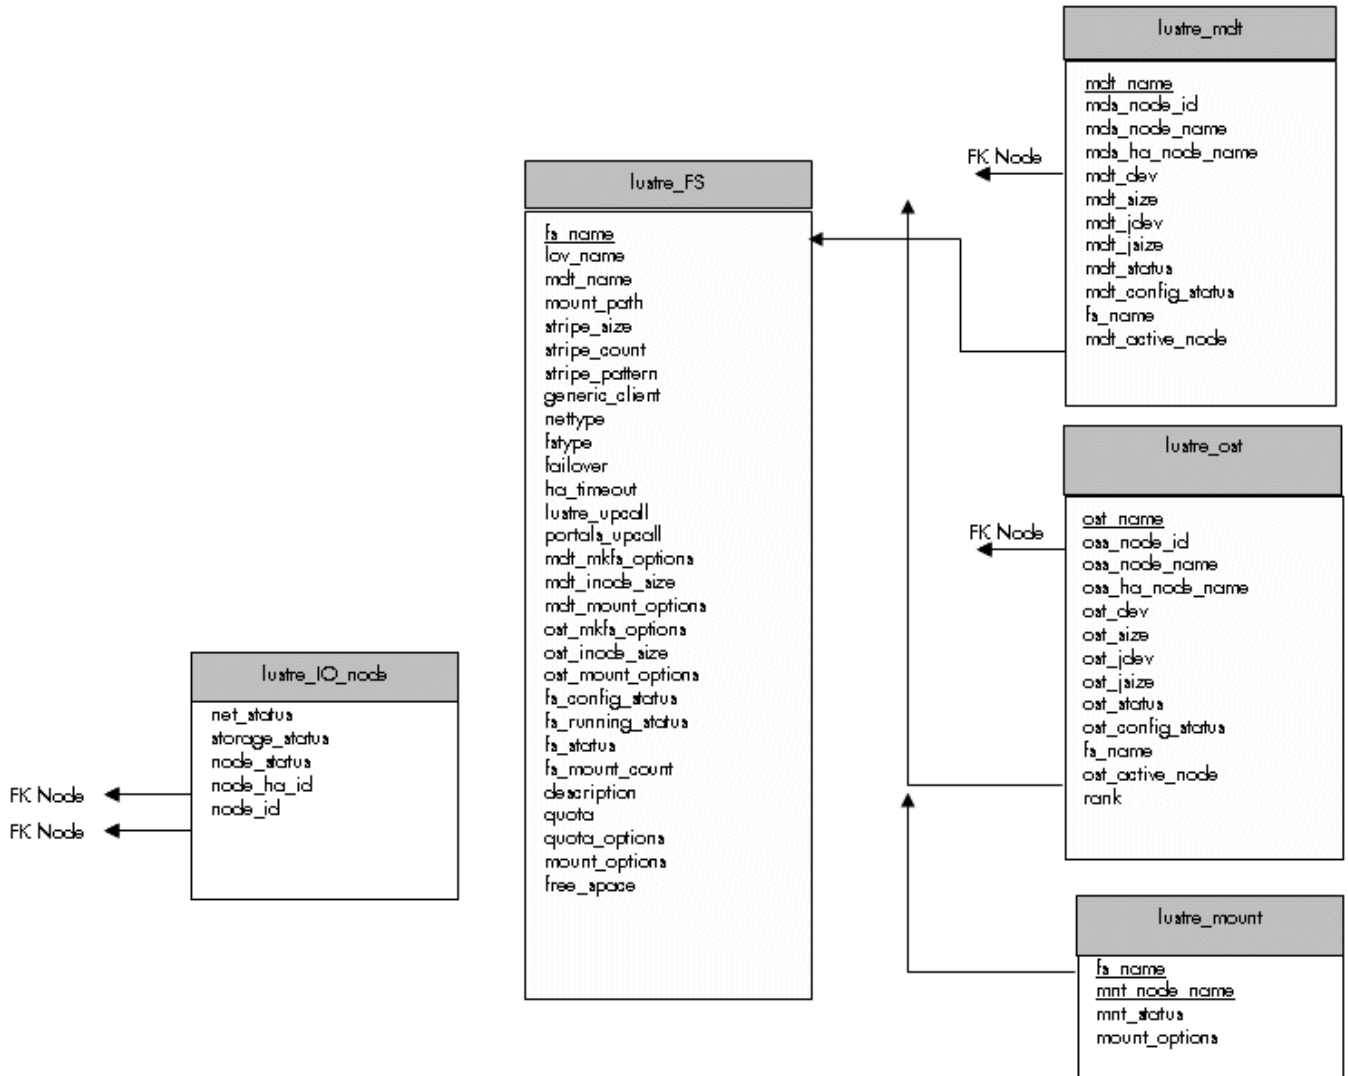 lustre_mdt
mdt_name
mds_node_id
mds_node_name
mds_ha_node_name
mdt_dev
mdt_size
mdt_jdev
mdt_jsize
mdt_status
mdt_config_status
fs_name
mdt_active_node
FK Node
lustre_FS
fs_name
lov_name
mdt_name
mount_path
stripe_size
stripe_count
stripe_pattern
generic_client
nettype
fstype
failover
ha_timeout
lustre_upcall
portals_upcall
mdt_mkfs_options
mdt_inode_size
mdt_mount_options
ost_mkfs_options
ost_inode_size
ost_mount_options
fs_config_status
fs_running_status
fs_status
fs_mount_count
description
quota
quota_options
mount_options
free_space
lustre_ost
ost_name
oss_node_id
oss_node_name
oss_ha_node_name
ost_dev
ost_size
ost_jdev
ost_jsize
ost_status
ost_config_status
fs_name
ost_active_node
rank
FK Node
lustre_IO_node
net_status
storage_status
node_status
node_ha_id
node_id
FK Node
FK Node
lustre_mount
fs_name
mnt_node_name
mnt_status
mount_options